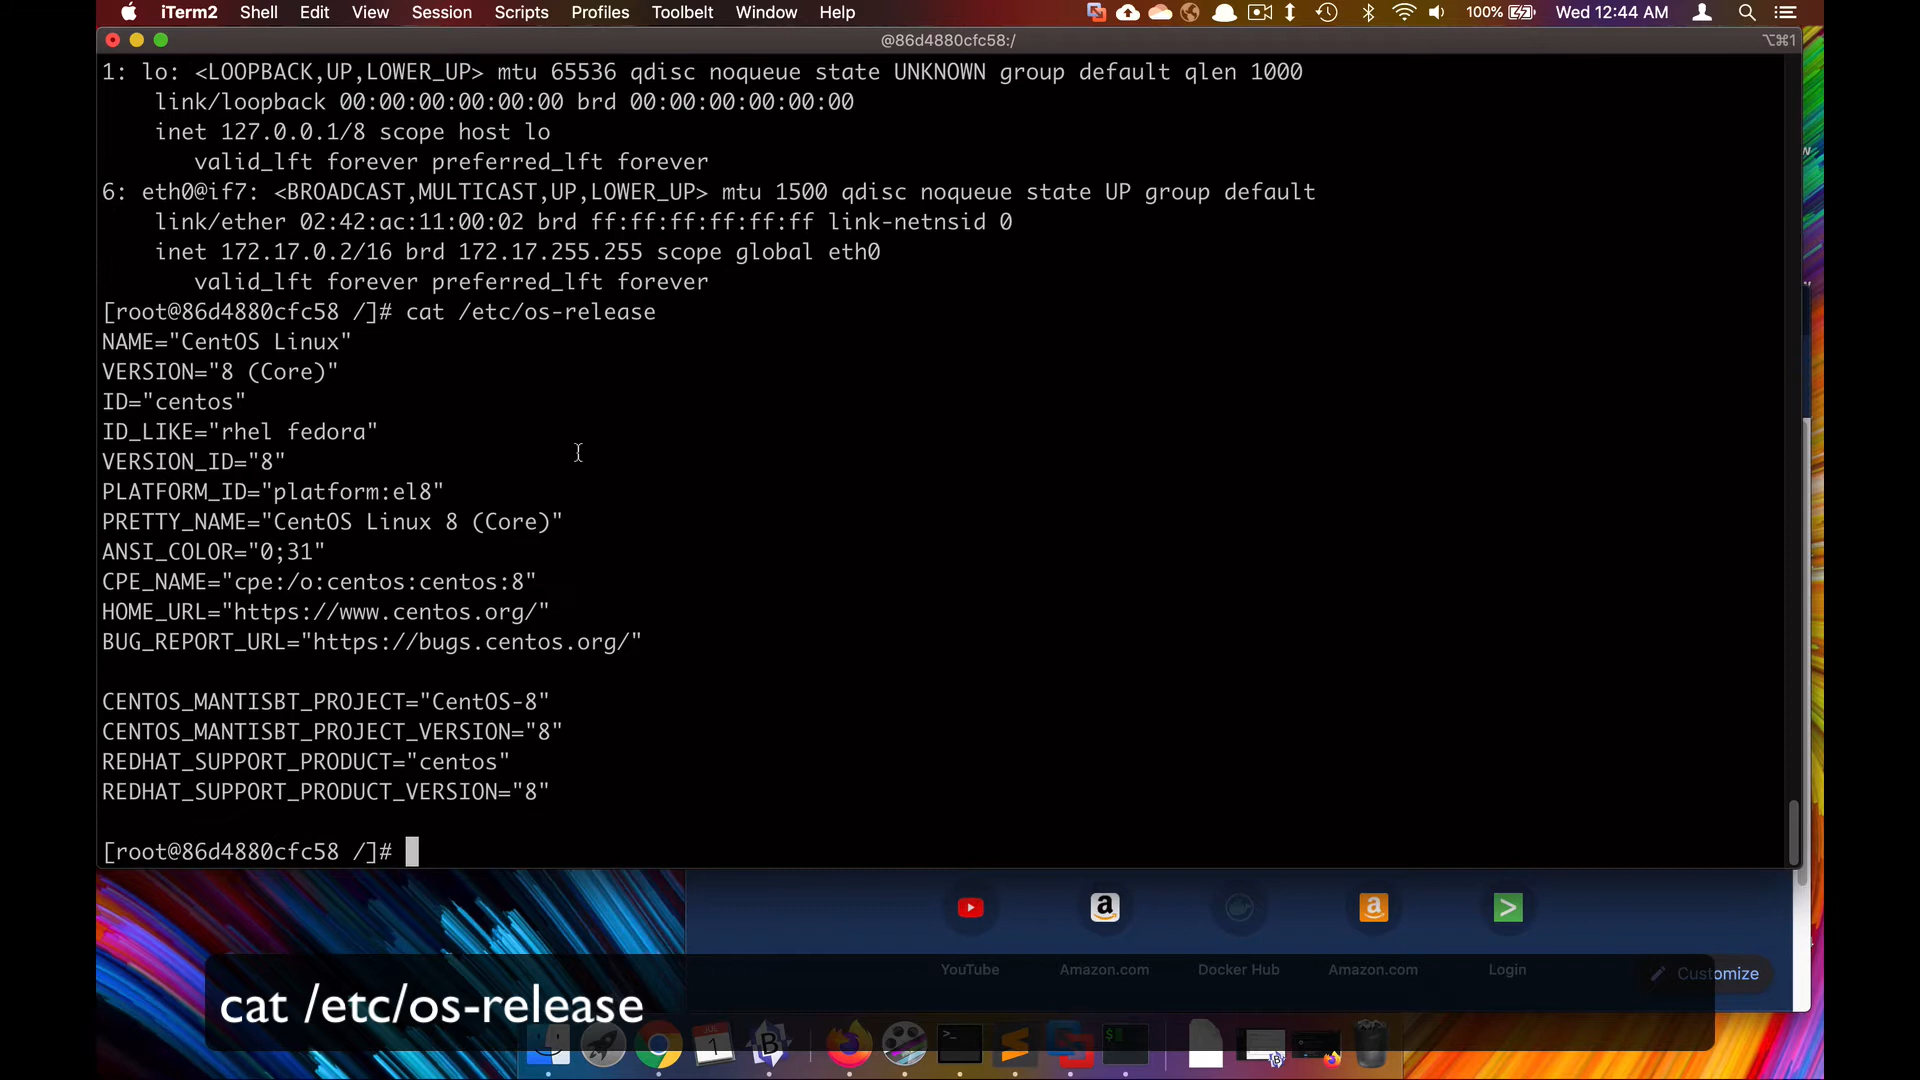 iTerm2 Shell Edit View Session Scripts Profiles Toolbelt Window Help 100% Wed 12:44 AM
@86d4880cfc58:/ ⌥⌘1
1: lo: <LOOPBACK,UP,LOWER_UP> mtu 65536 qdisc noqueue state UNKNOWN group default qlen 1000
link/loopback 00:00:00:00:00:00 brd 00:00:00:00:00:00
inet 127.0.0.1/8 scope host lo
valid_lft forever preferred_lft forever
6: eth0@if7: <BROADCAST,MULTICAST,UP,LOWER_UP> mtu 1500 qdisc noqueue state UP group default
link/ether 02:42:ac:11:00:02 brd ff:ff:ff:ff:ff:ff link-netnsid 0
inet 172.17.0.2/16 brd 172.17.255.255 scope global eth0
valid_lft forever preferred_lft forever
[root@86d4880cfc58 /]# cat /etc/os-release
NAME="CentOS Linux"
VERSION="8 (Core)"
ID="centos"
ID_LIKE="rhel fedora"
VERSION_ID="8"
PLATFORM_ID="platform:el8"
PRETTY_NAME="CentOS Linux 8 (Core)"
ANSI_COLOR="0;31"
CPE_NAME="cpe:/o:centos:centos:8"
HOME_URL="https://www.centos.org/"
BUG_REPORT_URL="https://bugs.centos.org/"
CENTOS_MANTISBT_PROJECT="CentOS-8"
CENTOS_MANTISBT_PROJECT_VERSION="8"
REDHAT_SUPPORT_PRODUCT="centos"
REDHAT_SUPPORT_PRODUCT_VERSION="8"
[root@86d4880cfc58 /]#
YouTube Amazon.com Docker Hub Amazon.com Login Customize
cat /etc/os-release
JUL
1